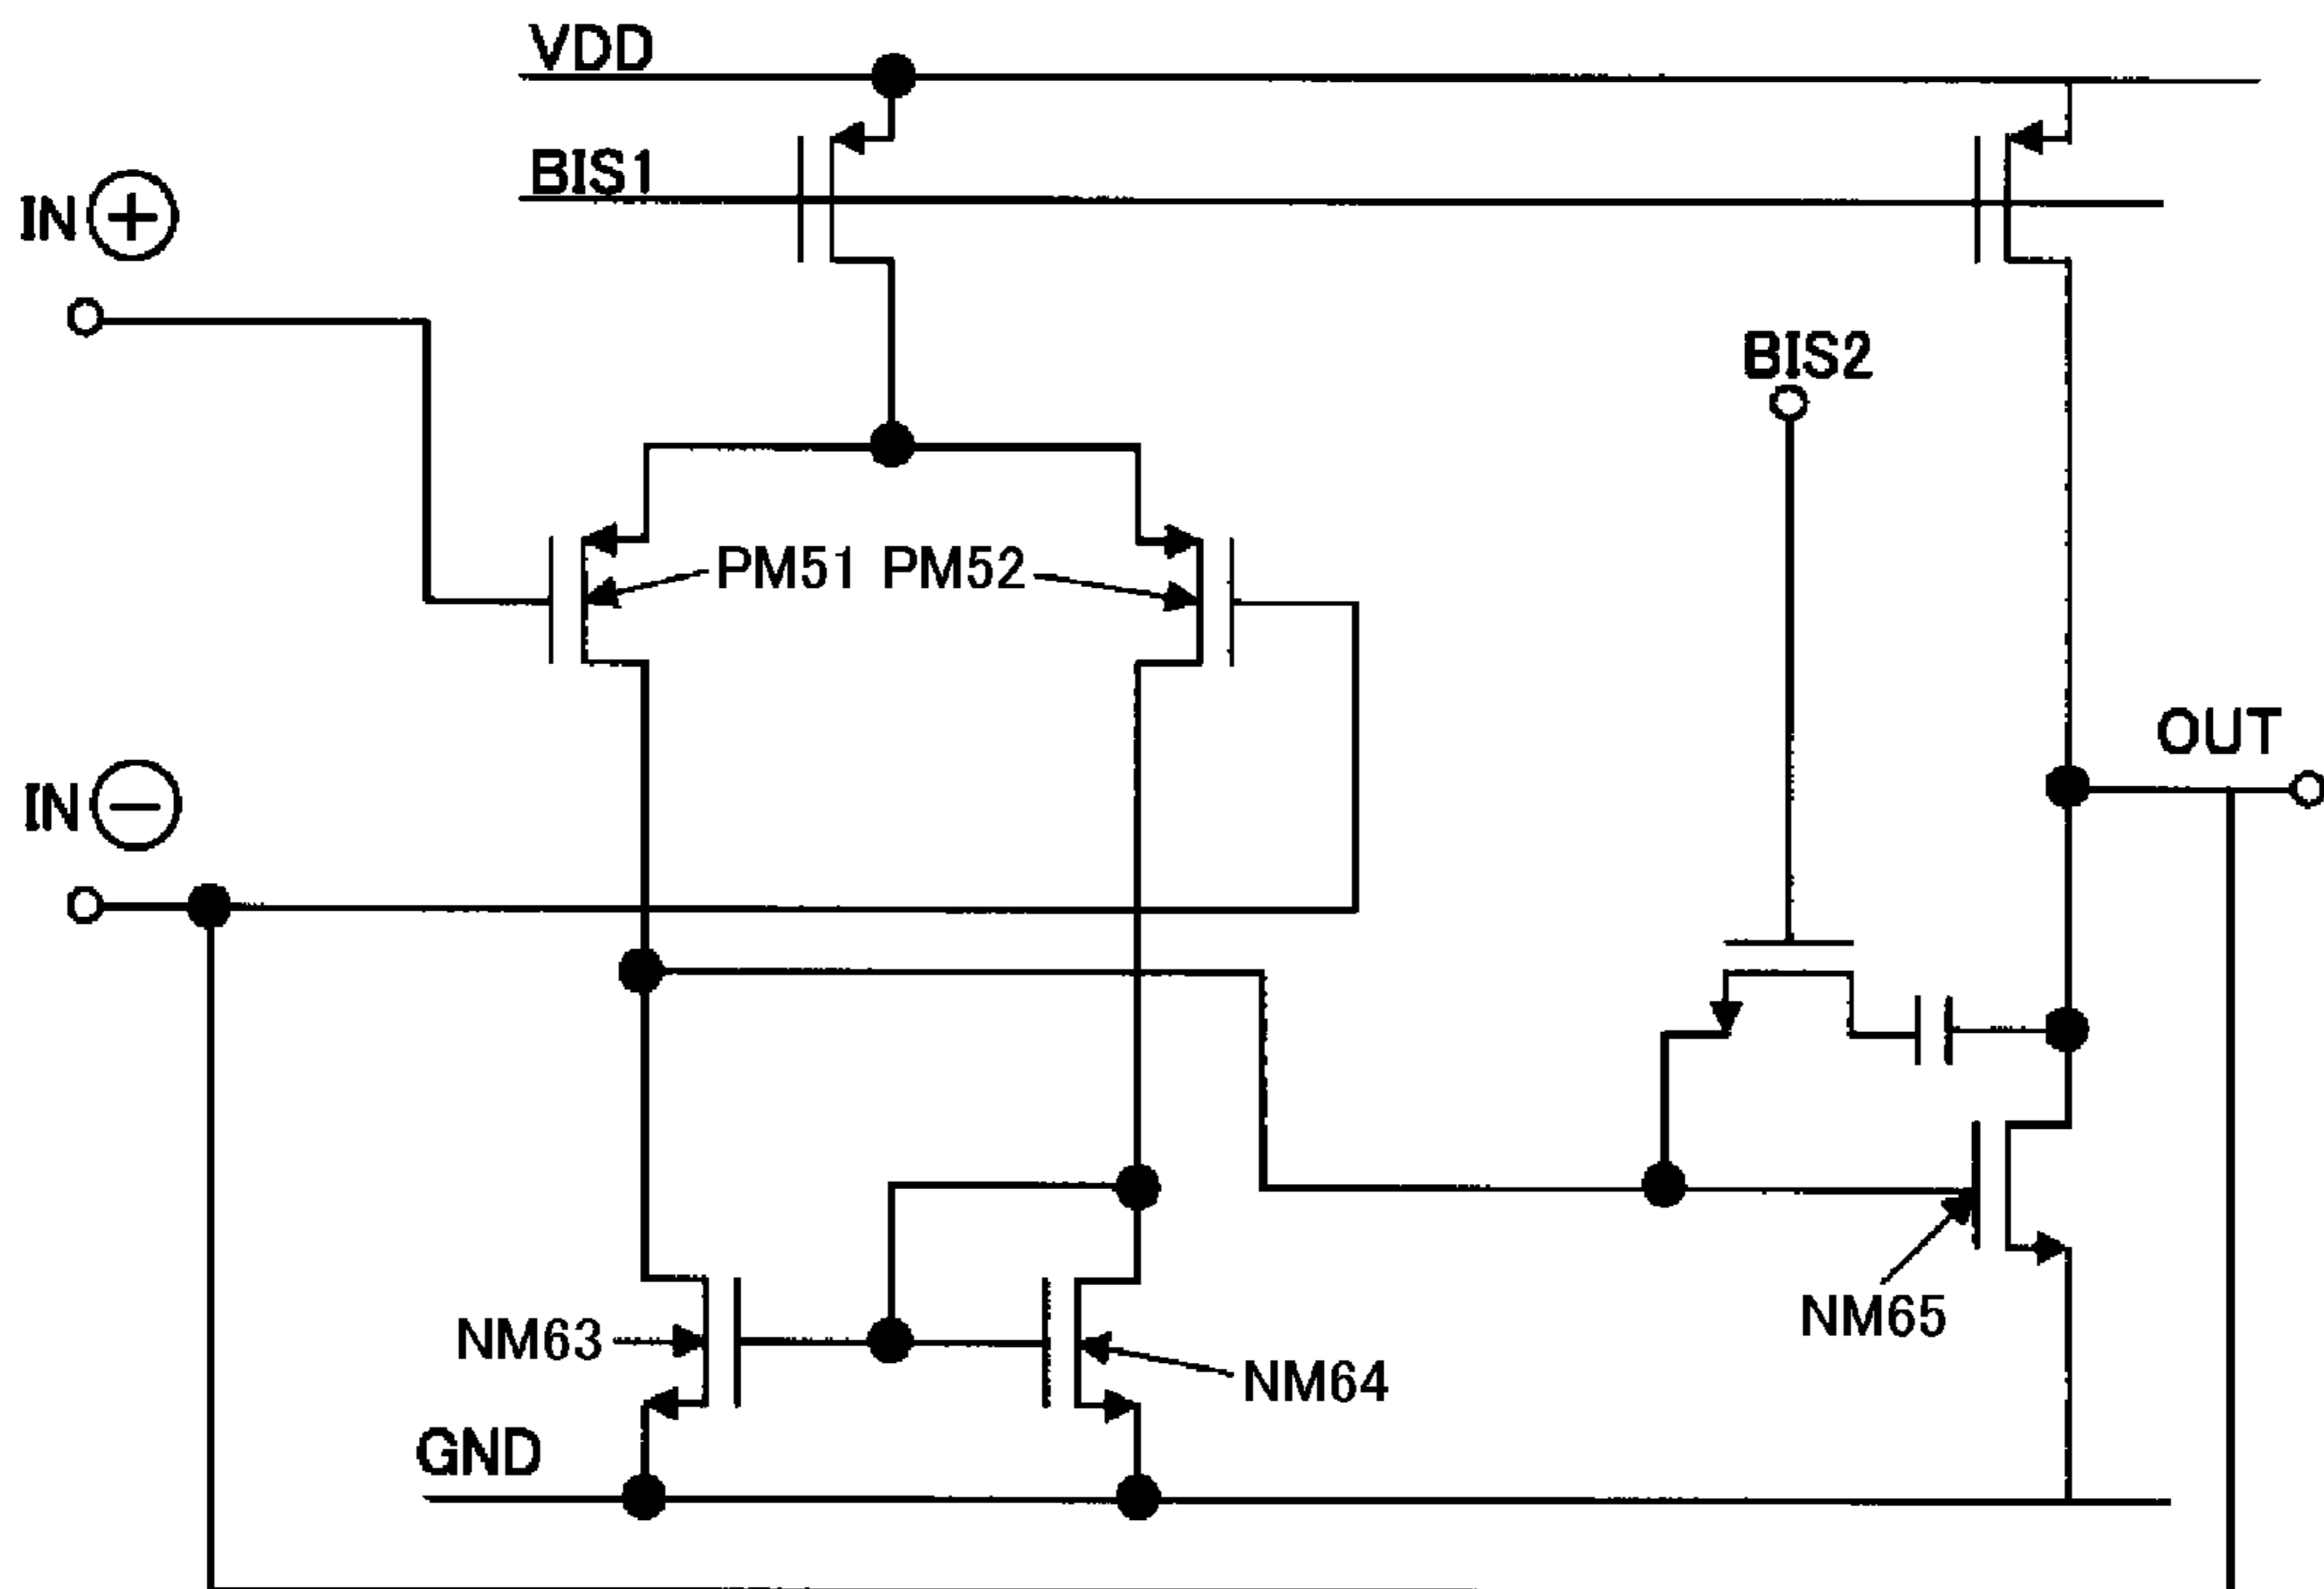 VDD
BIS1
IN +
BIS2
PM51 PM52
OUT
IN −
NM65
NM63
NM64
GND